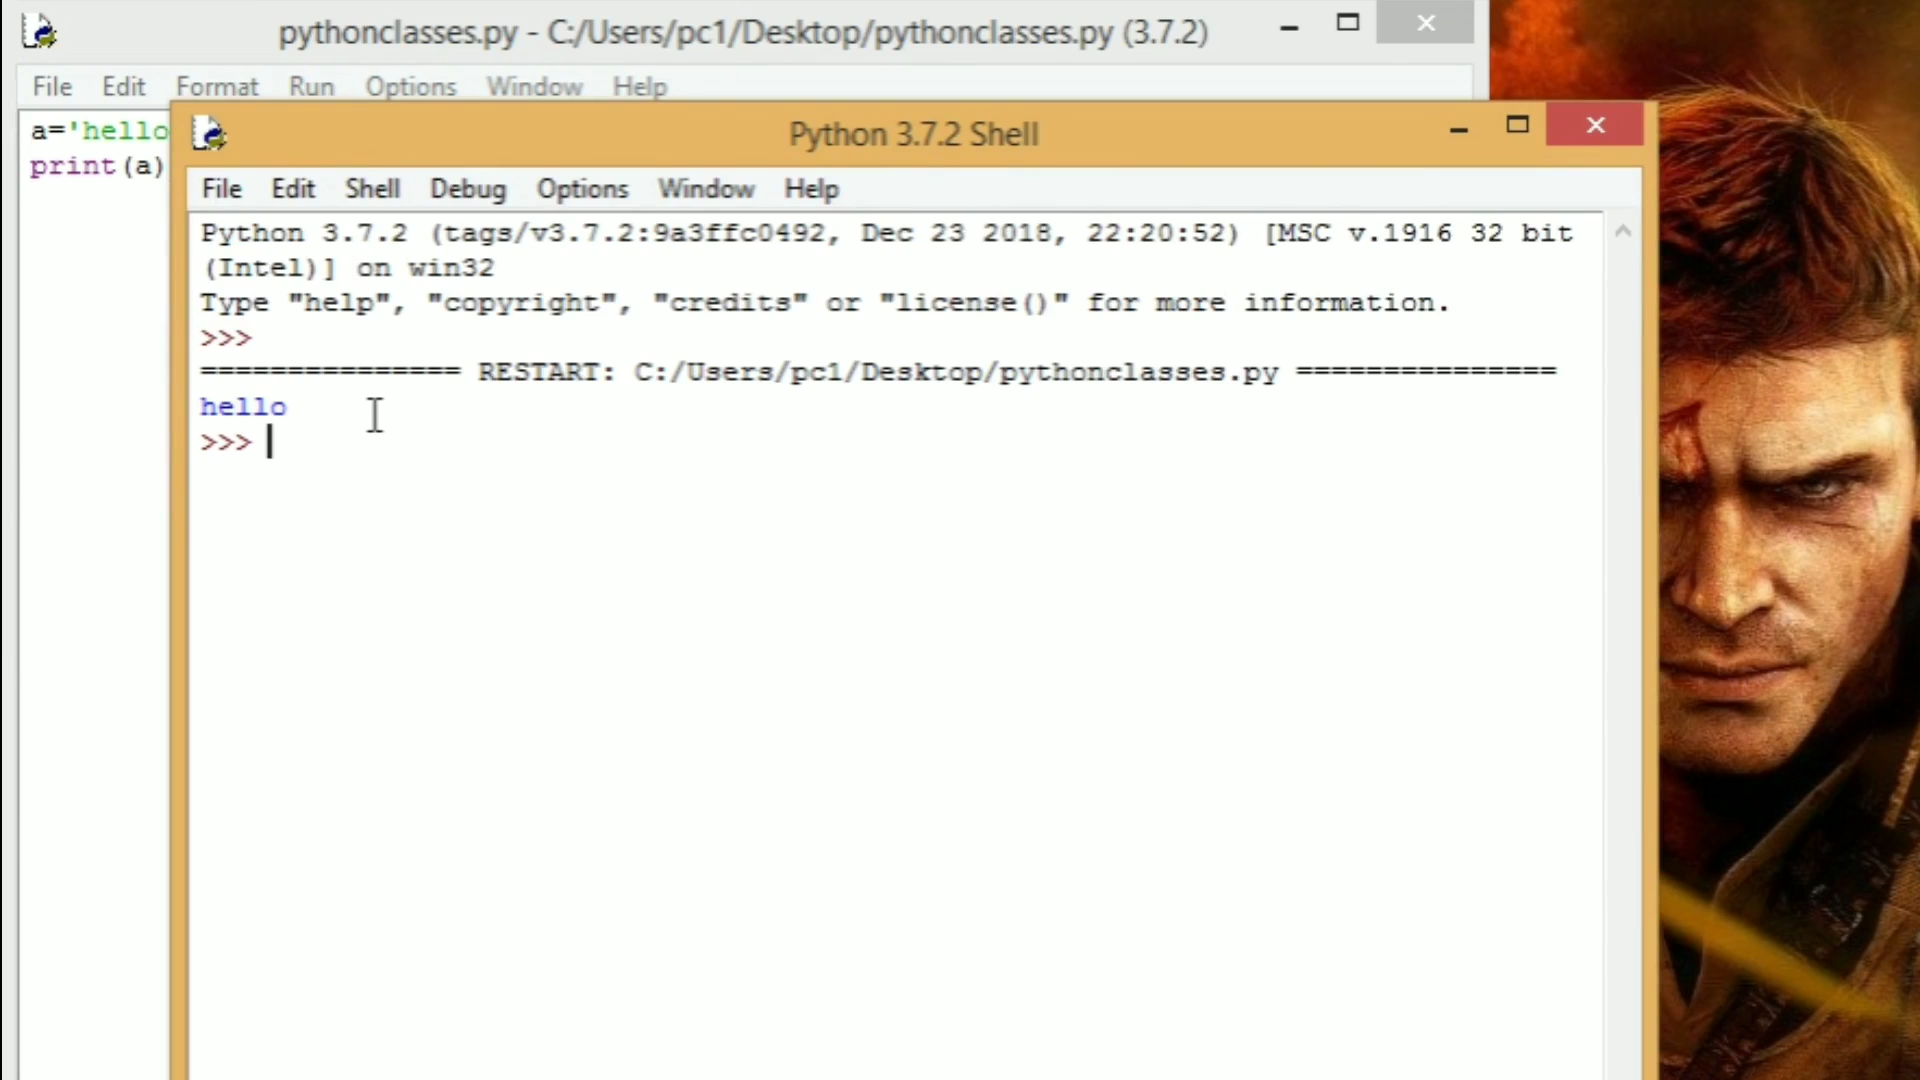 pythonclasses.py - C:/Users/pc1/Desktop/pythonclasses.py (3.7.2)
File Edit Format Run Options Window Help
a='hello
print(a)
Python 3.7.2 Shell
File Edit Shell Debug Options Window Help
Python 3.7.2 (tags/v3.7.2:9a3ffc0492, Dec 23 2018, 22:20:52) [MSC v.1916 32 bit
(Intel)] on win32
Type "help", "copyright", "credits" or "license()" for more information.
>>>
=============== RESTART: C:/Users/pc1/Desktop/pythonclasses.py ===============
hello
>>>